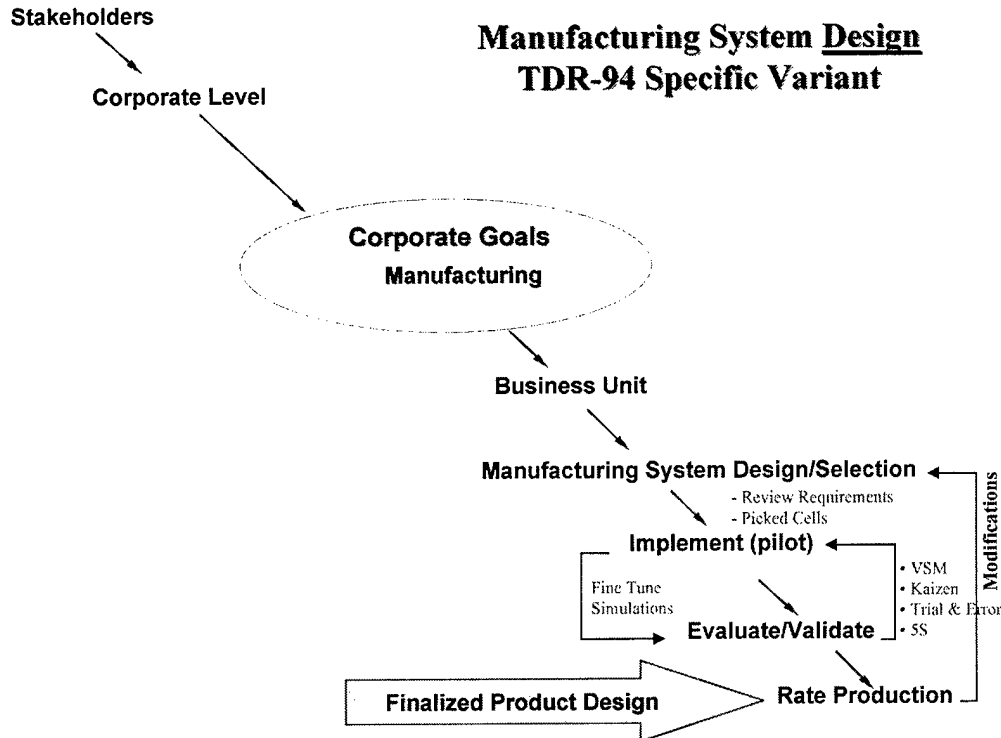 Stakeholders
Manufacturing System Design
TDR-94 Specific Variant
Corporate Level
Corporate Goals
Manufacturing
Business Unit
Manufacturing System Design/Selection
- Review Requirements
- Picked Cells
Implement (pilot)
Modifications
Fine Tune
Simulations
• VSM
• Kaizen
• Trial & Error
• 5S
Evaluate/Validate
Finalized Product Design
Rate Production